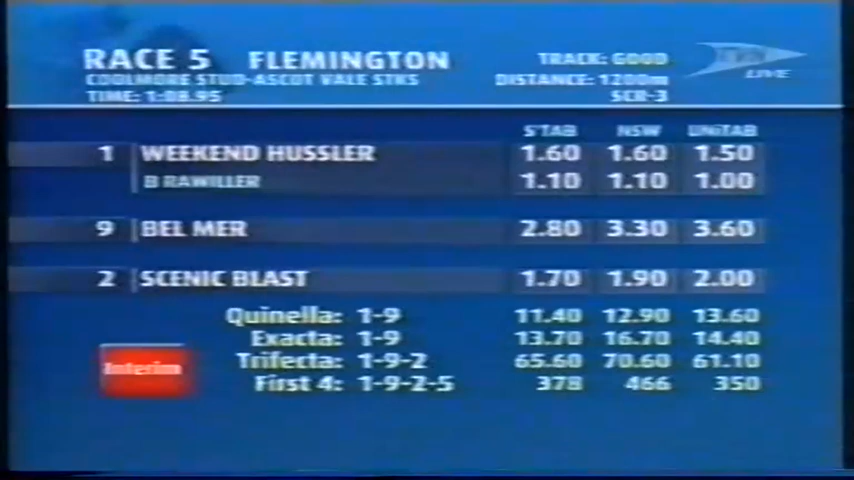 RACE 5 FLEMINGTON TRACK: GOOD
COOLMORE STUD-ASCOT VALE STKS DISTANCE: 1200m
TIME: 1:08.95 SCR-3
LIVE
S'TAB NSW UNITAB
1 WEEKEND HUSSLER 1.60 1.60 1.50
B RAWILLER 1.10 1.10 1.00
9 BEL MER 2.80 3.30 3.60
2 SCENIC BLAST 1.70 1.90 2.00
Quinella: 1-9 11.40 12.90 13.60
Exacta: 1-9 13.70 16.70 14.40
Trifecta: 1-9-2 65.60 70.60 61.10
First 4: 1-9-2-5 378 466 350
Interim